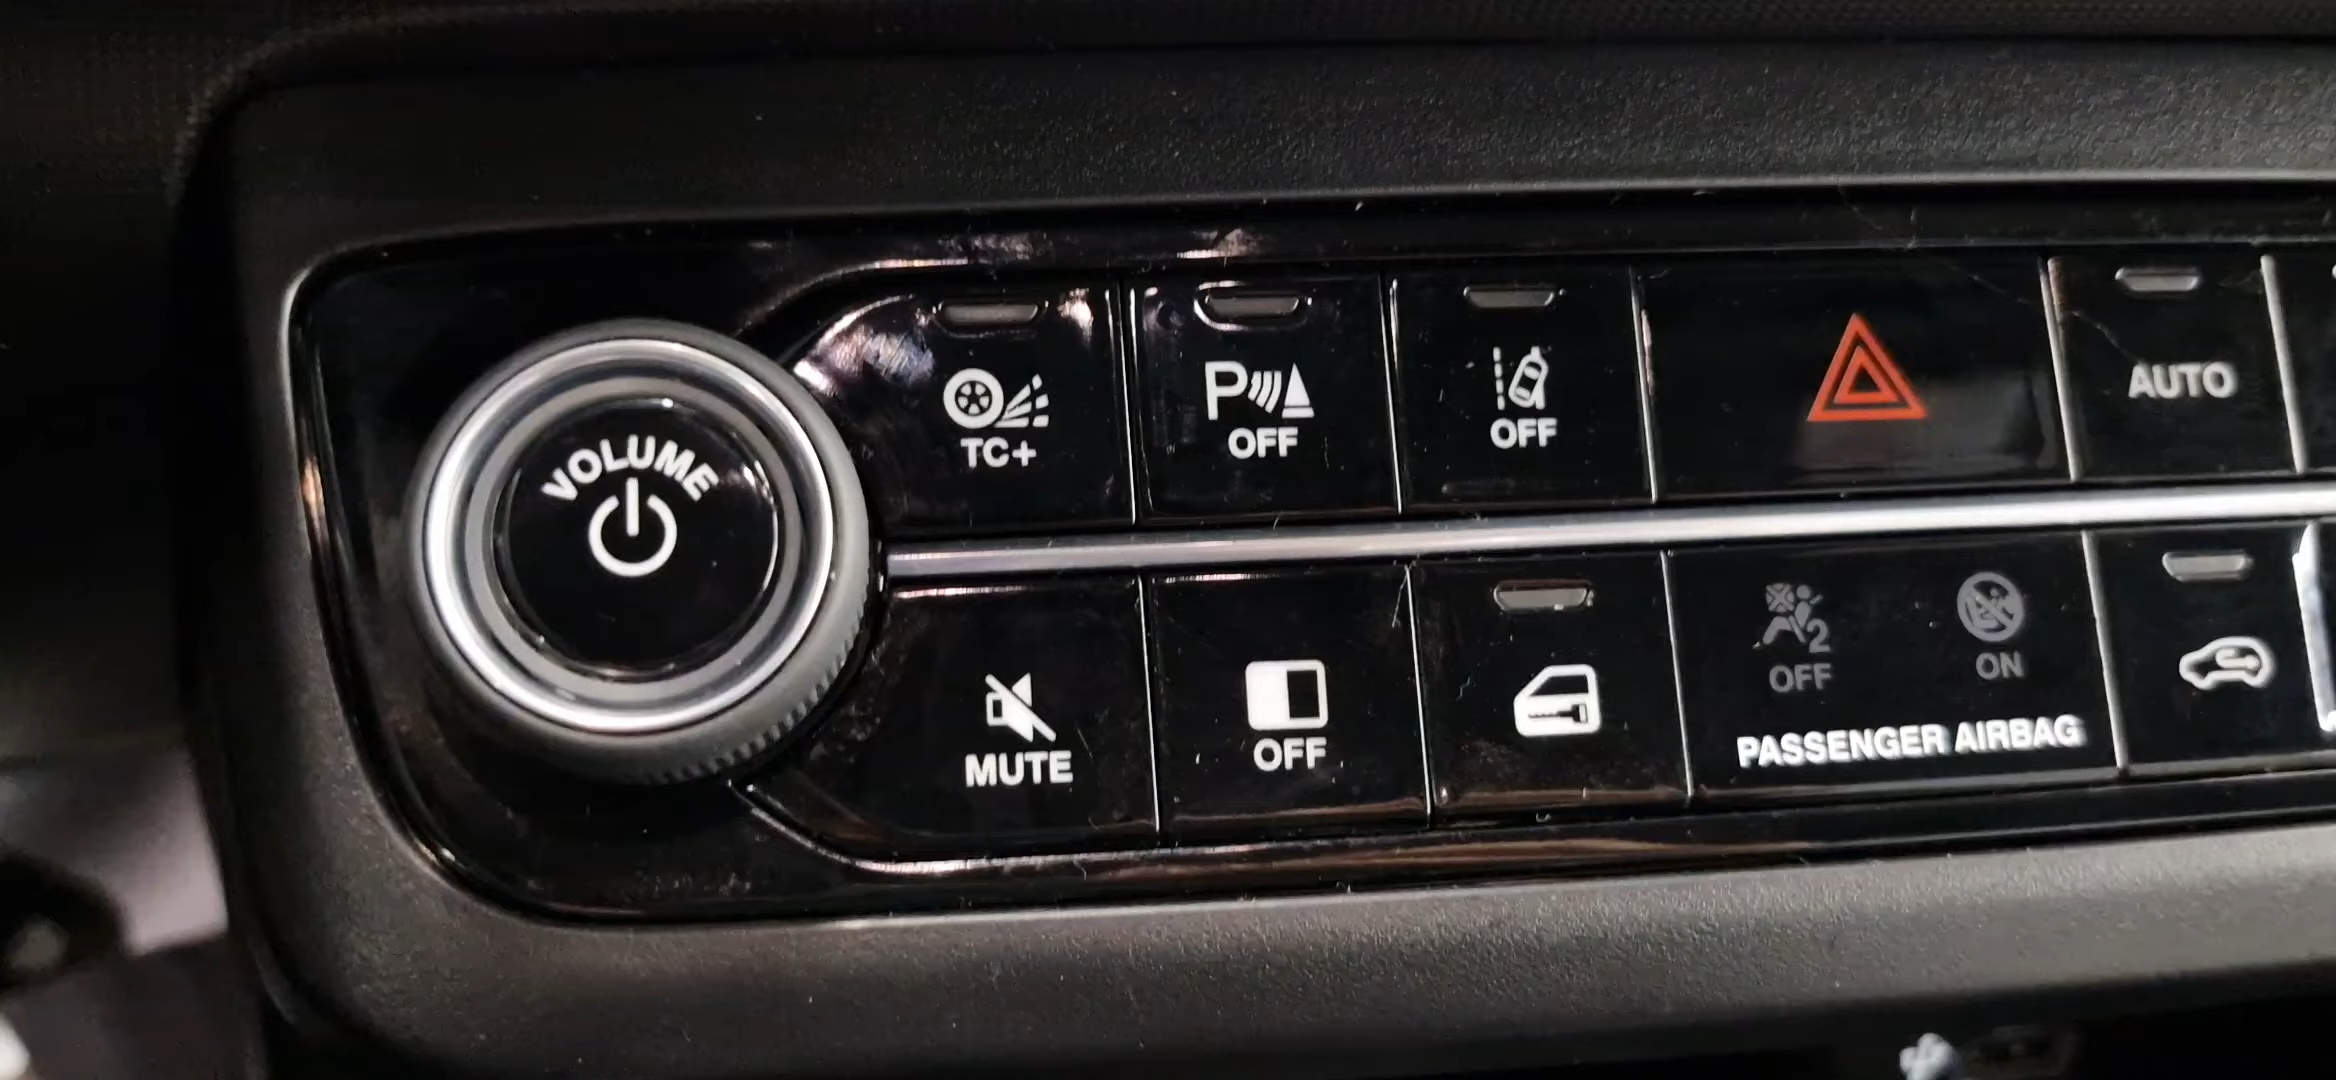 VOLUME
TC+
P
OFF
OFF
AUTO
MUTE
OFF
2
OFF
ON
PASSENGER AIRBAG